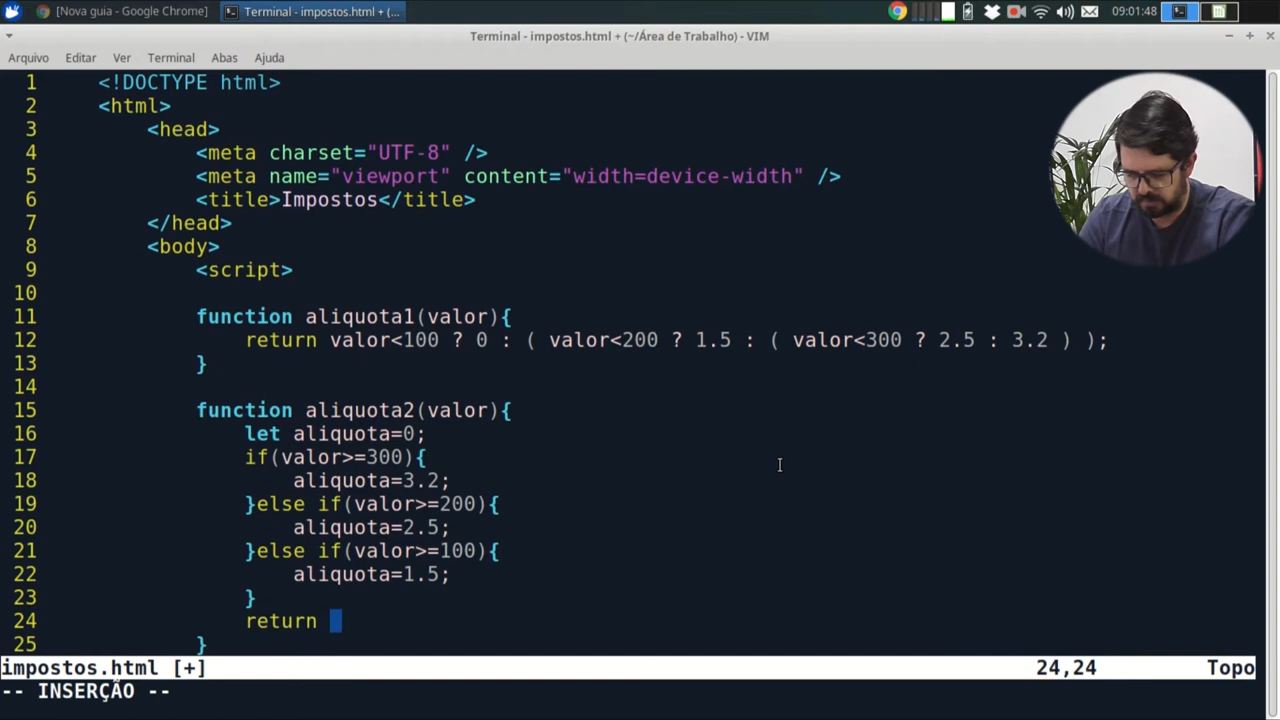 [Nova guia - Google Chrome] Terminal - impostos.html + (... 09:01:48
Terminal - impostos.html + (~/Área de Trabalho) - VIM
Arquivo Editar Ver Terminal Abas Ajuda
1 <!DOCTYPE html>
2 <html>
3 <head>
4 <meta charset="UTF-8" />
5 <meta name="viewport" content="width=device-width" />
6 <title>Impostos</title>
7 </head>
8 <body>
9 <script>
10
11 function aliquota1(valor){
12 return valor<100 ? 0 : ( valor<200 ? 1.5 : ( valor<300 ? 2.5 : 3.2 ) );
13 }
14
15 function aliquota2(valor){
16 let aliquota=0;
17 if(valor>=300){
18 aliquota=3.2;
19 }else if(valor>=200){
20 aliquota=2.5;
21 }else if(valor>=100){
22 aliquota=1.5;
23 }
24 return
25 }
impostos.html [+] 24,24 Topo
-- INSERÇÃO --